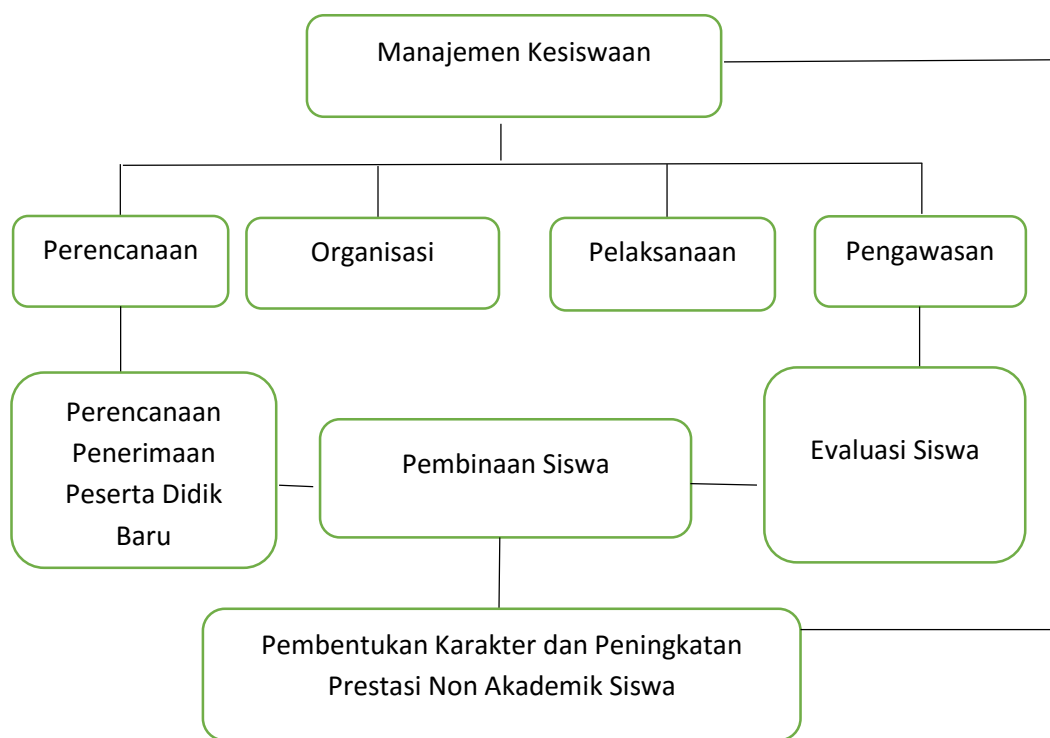 Manajemen Kesiswaan
Perencanaan
Organisasi
Pelaksanaan
Pengawasan
Perencanaan
Penerimaan
Peserta Didik
Baru
Pembinaan Siswa
Evaluasi Siswa
Pembentukan Karakter dan Peningkatan
Prestasi Non Akademik Siswa